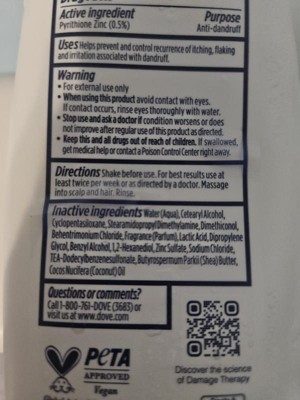 Active ingredient Purpose
Pyrithione Zinc (0.5%) Anti-dandruff
Uses Helps prevent and control recurrence of itching, flaking
and irritation associated with dandruff.
Warning
• For external use only
• When using this product avoid contact with eyes.
If contact occurs, rinse eyes thoroughly with water.
• Stop use and ask a doctor if condition worsens or does
not improve after regular use of this product as directed.
• Keep this and all drugs out of reach of children. If swallowed,
get medical help or contact a Poison Control Center right away.
Directions Shake before use. For best results use at
least twice per week or as directed by a doctor. Massage
into scalp and hair. Rinse.
Inactive ingredients Water (Aqua), Cetearyl Alcohol,
Cyclopentasiloxane, Stearamidopropyl Dimethylamine, Dimethiconol,
Behentrimonium Chloride, Fragrance (Parfum), Lactic Acid, Dipropylene
Glycol, Benzyl Alcohol, 1,2-Hexanediol, Zinc Sulfate, Sodium Chloride,
TEA-Dodecylbenzenesulfonate, Butyrospermum Parkii (Shea) Butter,
Cocos Nucifera (Coconut) Oil
Questions or comments?
Call 1-800-761-DOVE (3683) or
visit us at www.dove.com
PETA
APPROVED
Vegan
Discover the science
of Damage Therapy